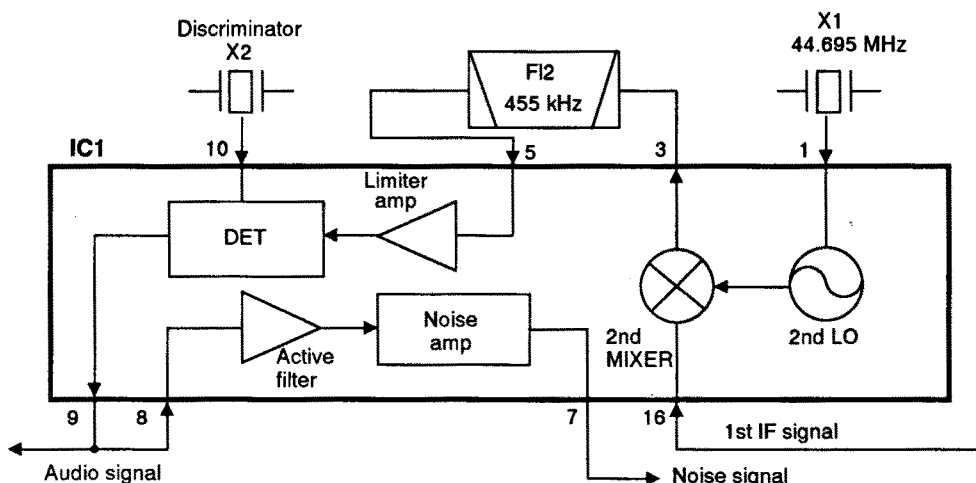 Discriminator
X2
X1
44.695 MHz
FI2
455 kHz
IC1
10
5
3
1
Limiter
amp
DET
Noise
amp
Active
filter
2nd
MIXER
2nd LO
9
8
7
16
1st IF signal
Audio signal
Noise signal